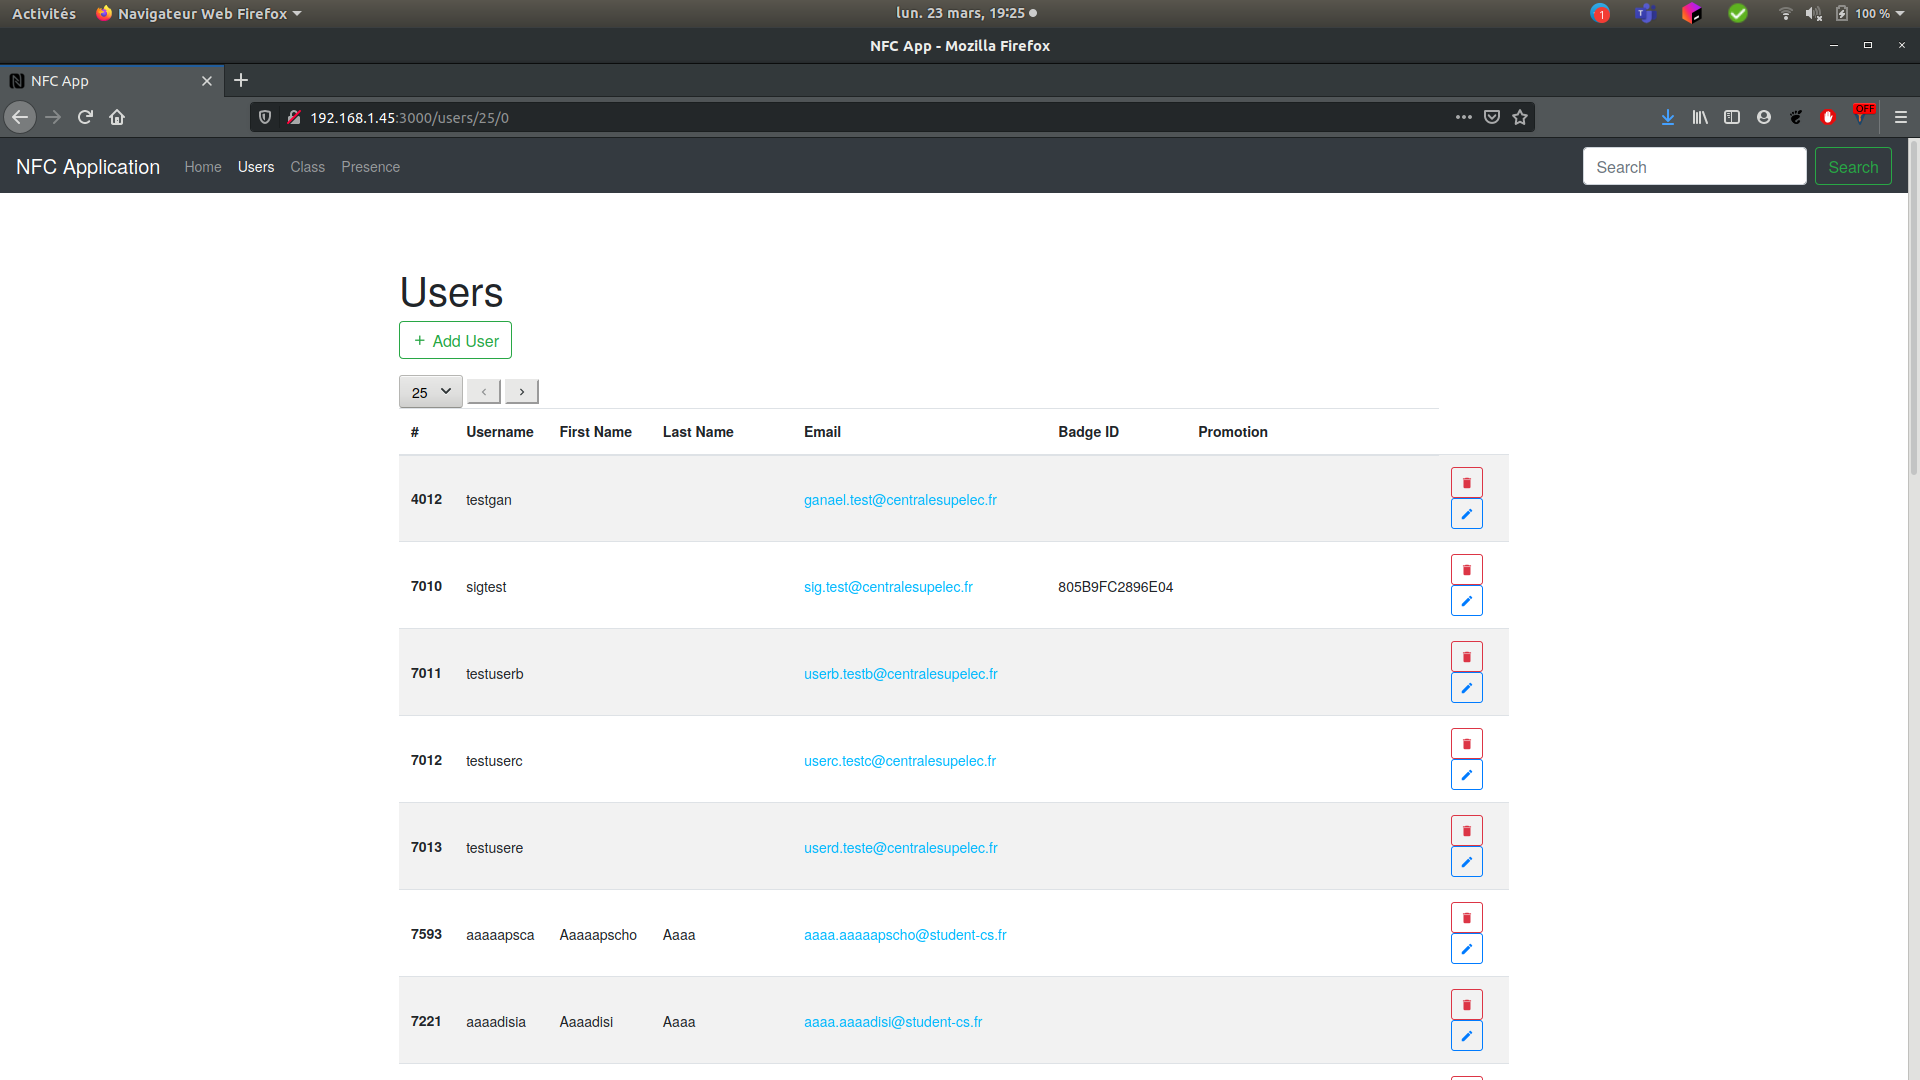 Activités Navigateur Web Firefox lun. 23 mars, 19:25 1 100 %
NFC App - Mozilla Firefox
NFC App
192.168.1.45:3000/users/25/0 OFF
NFC Application Home Users Class Presence Search Search
Users
+ Add User
25 < >
# Username First Name Last Name Email Badge ID Promotion
4012 testgan ganael.test@centralesupelec.fr
7010 sigtest sig.test@centralesupelec.fr 805B9FC2896E04
7011 testuserb userb.testb@centralesupelec.fr
7012 testuserc userc.testc@centralesupelec.fr
7013 testusere userd.teste@centralesupelec.fr
7593 aaaaapsca Aaaaapscho Aaaa aaaa.aaaaapscho@student-cs.fr
7221 aaaadisia Aaaadisi Aaaa aaaa.aaaadisi@student-cs.fr